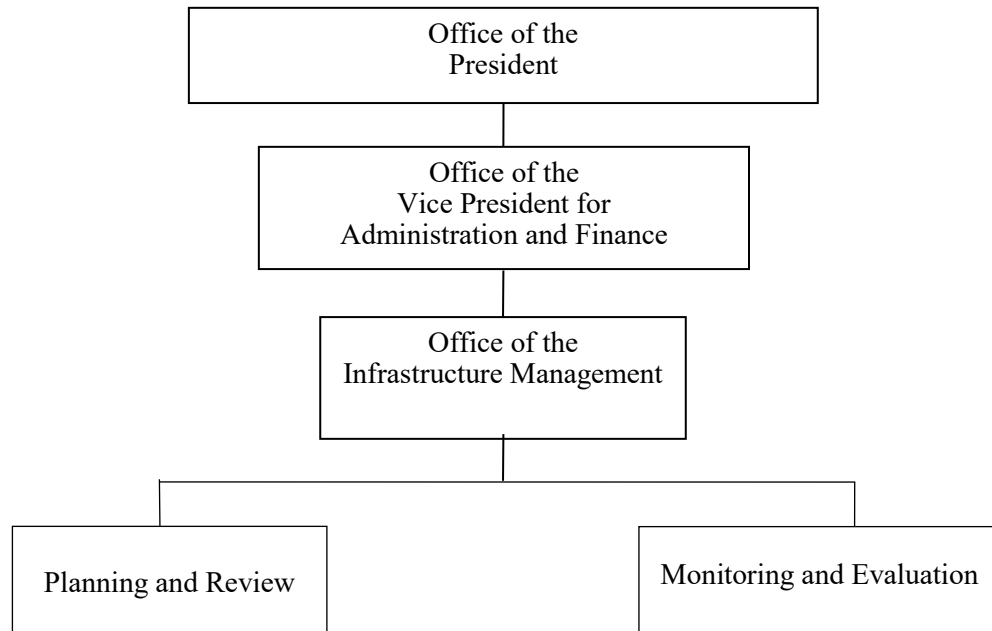 Office of the
President
Office of the
Vice President for
Administration and Finance
Office of the
Infrastructure Management
Planning and Review
Monitoring and Evaluation